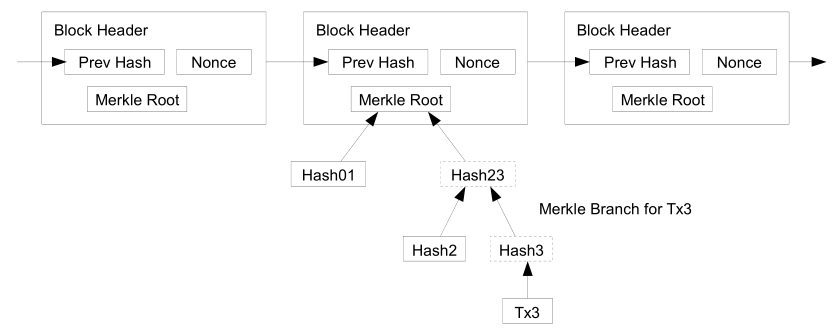 Block Header
Block Header
Block Header
Prev Hash
Nonce
Prev Hash
Nonce
Prev Hash
Nonce
Merkle Root
Merkle Root
Merkle Root
Hash01
Hash23
Merkle Branch for Tx3
Hash2
Hash3
Tx3